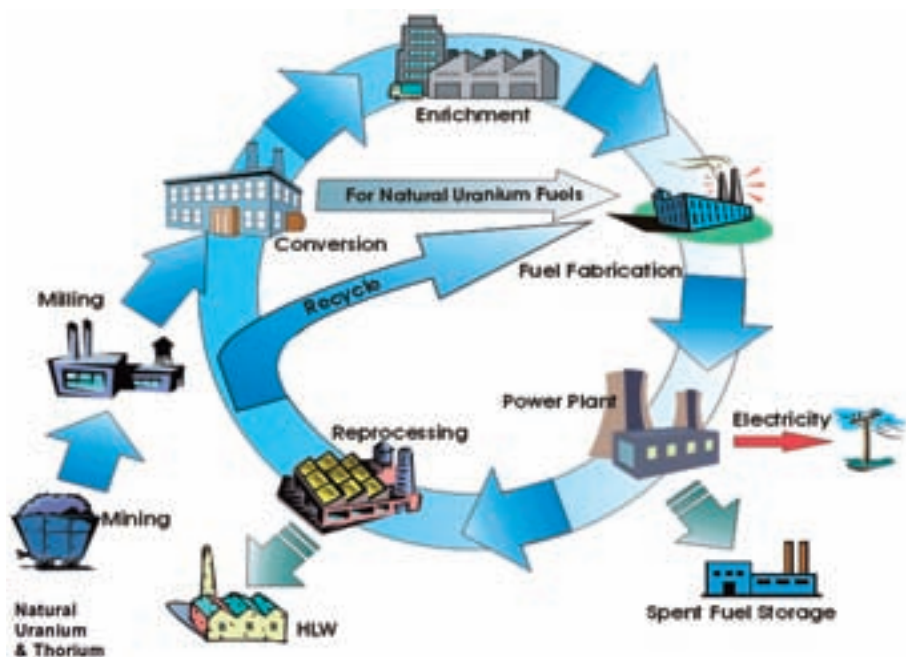 Enrichment
For Natural Uranium Fuels
Conversion
Fuel Fabrication
Recycle
Milling
Power Plant
Electricity
Reprocessing
Mining
Spent Fuel Storage
HLW
Natural
Uranium
& Thorium